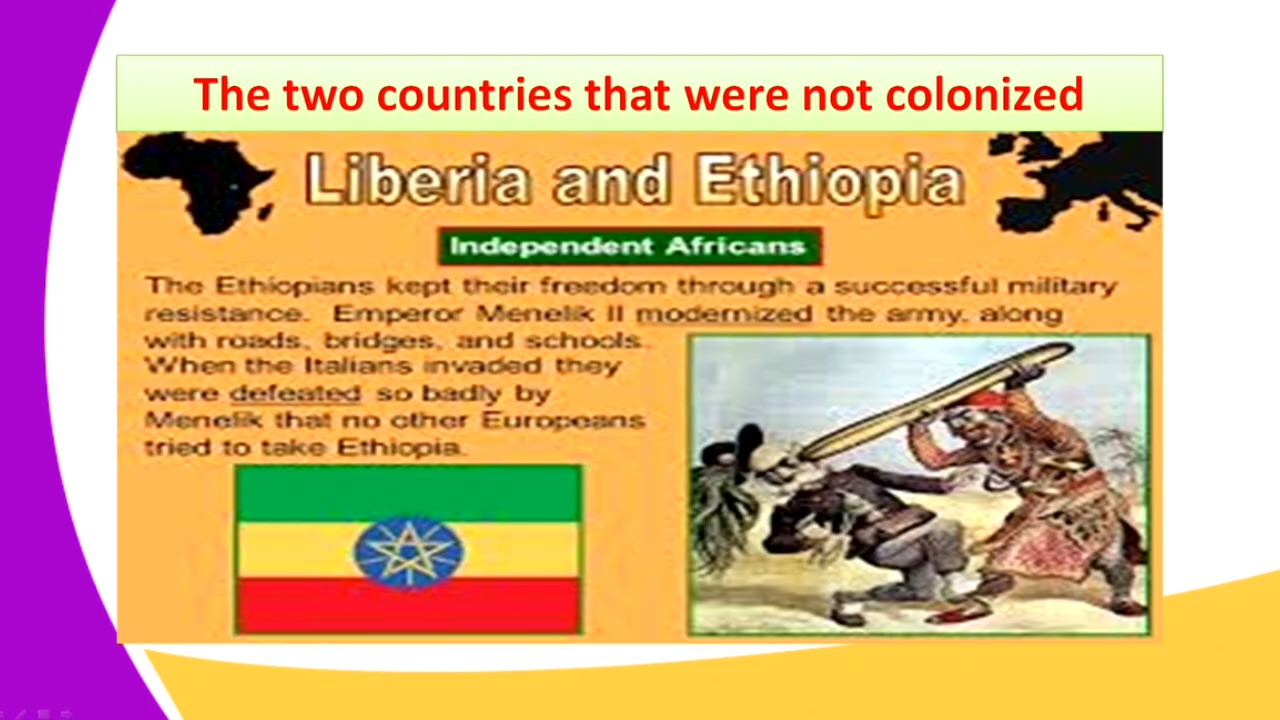 The two countries that were not colonized
Liberia and Ethiopia
Independent Africans
The Ethiopians kept their freedom through a successful military
resistance. Emperor Menelik II modernized the army, along
with roads, bridges, and schools.
When the Italians invaded they
were defeated so badly by
Menelik that no other Europeans
tried to take Ethiopia.